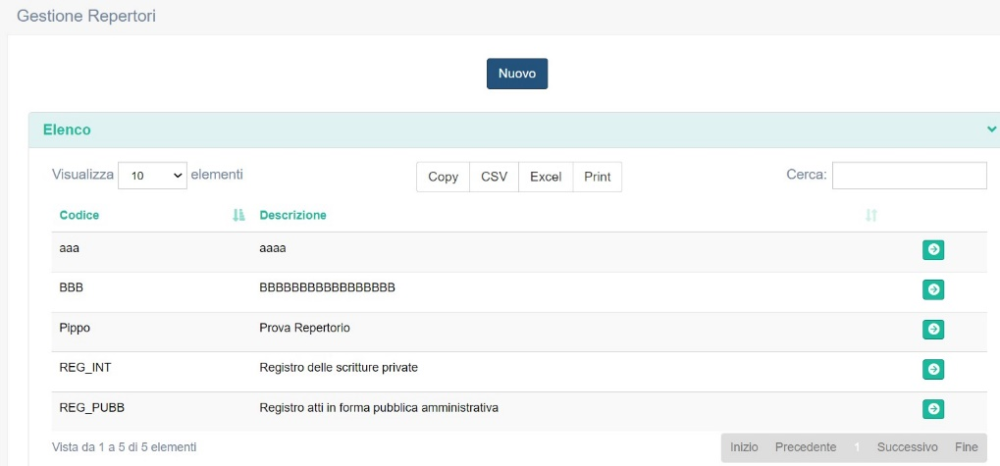 Gestione Repertori
Nuovo
Elenco
Visualizza 10 elementi Copy CSV Excel Print Cerca:
Codice Descrizione
aaa aaaa
BBB BBBBBBBBBBBBBBBBB
Pippo Prova Repertorio
REG_INT Registro delle scritture private
REG_PUBB Registro atti in forma pubblica amministrativa
Vista da 1 a 5 di 5 elementi Inizio Precedente 1 Successivo Fine